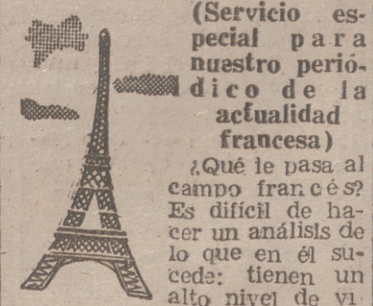 (Servicio es-
pecial para
nuestro perió-
dico de la
actualidad
francesa)
¿Qué le pasa al
campo francés?
Es difícil de ha-
cer un análisis de
lo que en él su-
cede: tienen un
alto nivel de vi